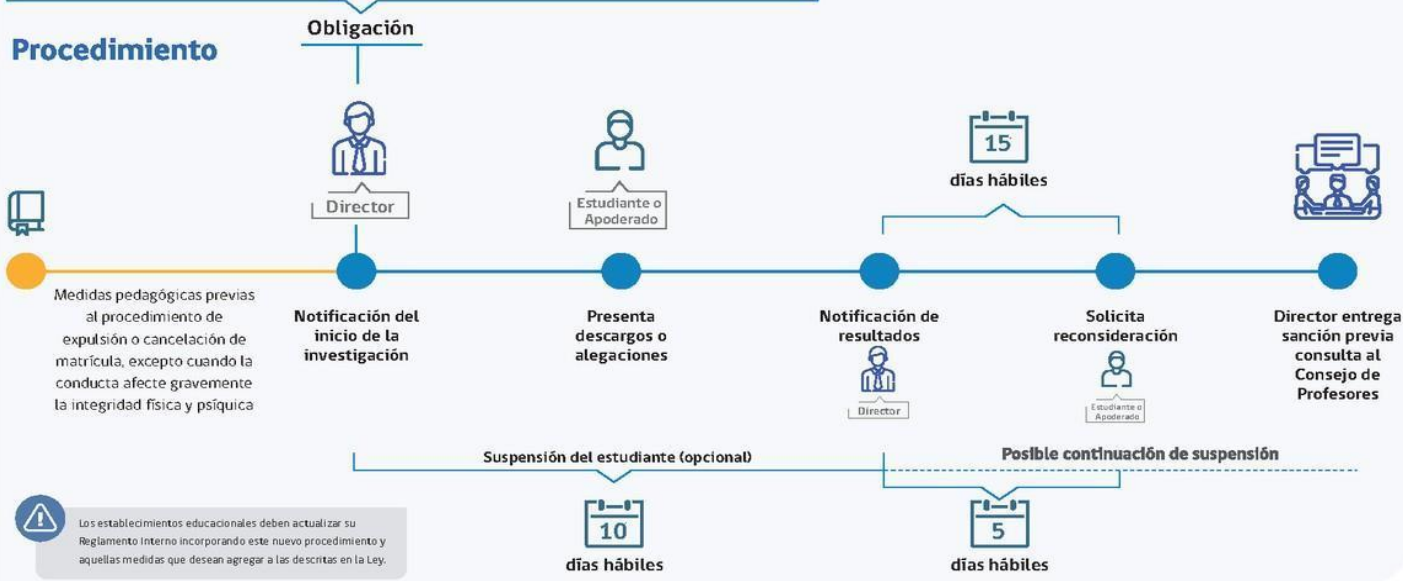 Procedimiento
Obligación
Director
Estudiante o
Apoderado
15
días hábiles
Medidas pedagógicas previas
al procedimiento de
expulsión o cancelación de
matrícula, excepto cuando la
conducta afecte gravemente
la integridad física y psíquica
Notificación del
inicio de la
investigación
Presenta
descargos o
alegaciones
Notificación de
resultados
Director
Solicita
reconsideración
Estudiante o
Apoderado
Director entrega
sanción previa
consulta al
Consejo de
Profesores
Suspensión del estudiante (opcional)
Posible continuación de suspensión
10
días hábiles
5
días hábiles
Los establecimientos educacionales deben actualizar su
Reglamento Interno incorporando este nuevo procedimiento y
aquellas medidas que desean agregar a las descritas en la Ley.